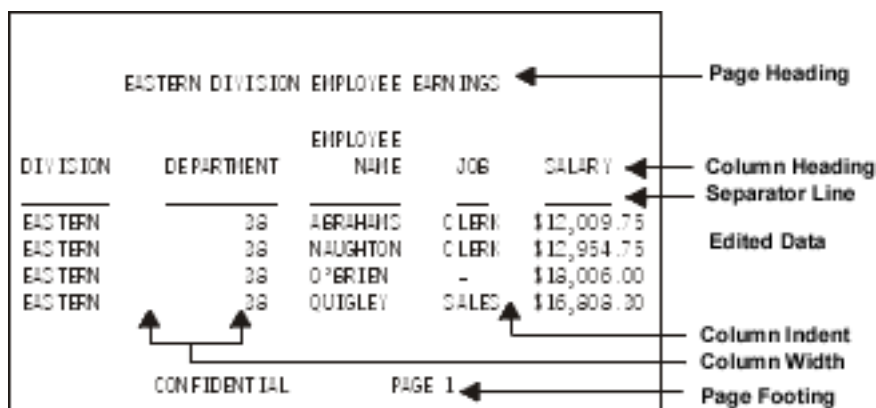 EASTERN DIVISION EMPLOYEE EARNINGS Page Heading
EMPLOYEE
DIVISION DEPARTMENT NAME JOB SALARY Column Heading
Separator Line
EASTERN 38 ABRAHAMS CLERK $12,009.75
EASTERN 38 NAUGHTON CLERK $12,954.75 Edited Data
EASTERN 38 O'BRIEN - $18,006.00
EASTERN 38 QUIGLEY SALES $16,808.30
Column Indent
Column Width
CONFIDENTIAL PAGE 1 Page Footing